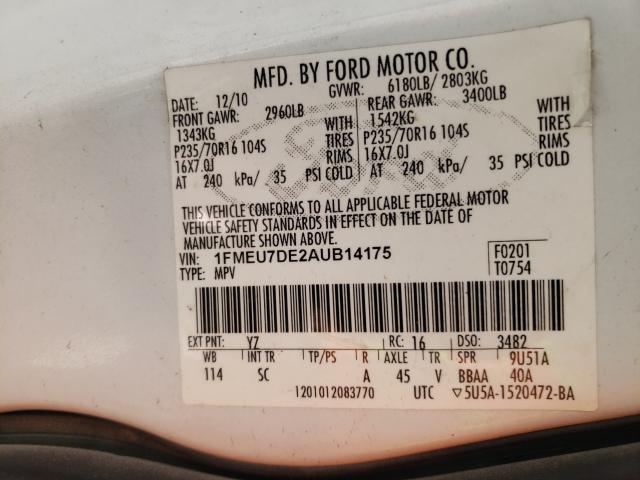 MFD. BY FORD MOTOR CO.
DATE: 12/10 GVWR: 6180LB/ 2803KG
FRONT GAWR: 2960LB REAR GAWR: 3400LB
1343KG WITH 1542KG WITH
P235/70R16 104S TIRES P235/70R16 104S TIRES
16X7.0J RIMS 16X7.0J RIMS
AT 240 kPa/ 35 PSI COLD AT 240 kPa/ 35 PSI COLD
THIS VEHICLE CONFORMS TO ALL APPLICABLE FEDERAL MOTOR
VEHICLE SAFETY STANDARDS IN EFFECT ON THE DATE OF
MANUFACTURE SHOWN ABOVE.
VIN: 1FMEU7DE2AUB14175 F0201
TYPE: MPV T0754
EXT PNT: YZ RC: 16 DSO: 3482
WB INT TR TP/PS R AXLE TR SPR 9U51A
114 SC A 45 V BBAA 40A
1201012083770 UTC ▽5U5A-1520472-BA